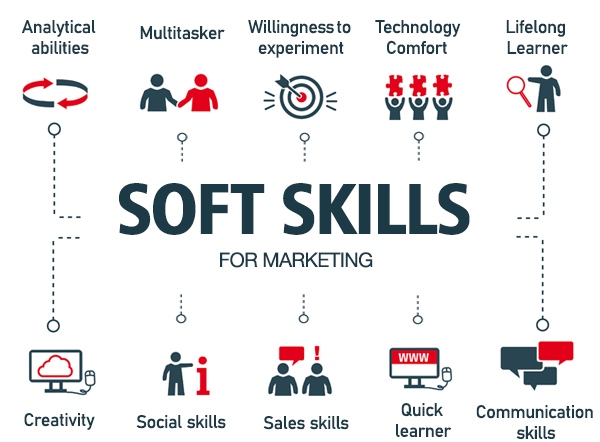 Analytical
abilities
Multitasker
Willingness to
experiment
Technology
Comfort
Lifelong
Learner
SOFT SKILLS
FOR MARKETING
Creativity
Social skills
i
Sales skills
!
WWW
Quick
learner
Communication
skills